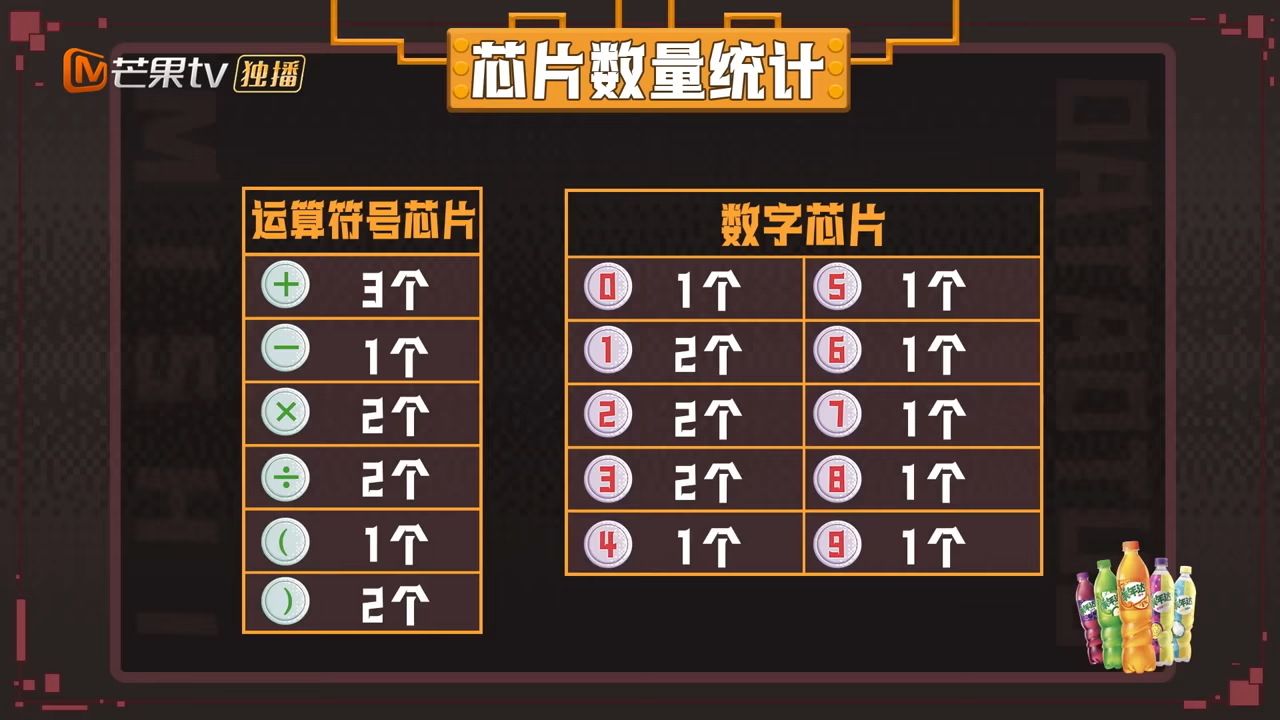 芯片数量统计
芒果tv 独播
运算符号芯片
+ 3个
− 1个
× 2个
÷ 2个
( 1个
) 2个
数字芯片
0 1个 5 1个
1 2个 6 1个
2 2个 7 1个
3 2个 8 1个
4 1个 9 1个
美年达